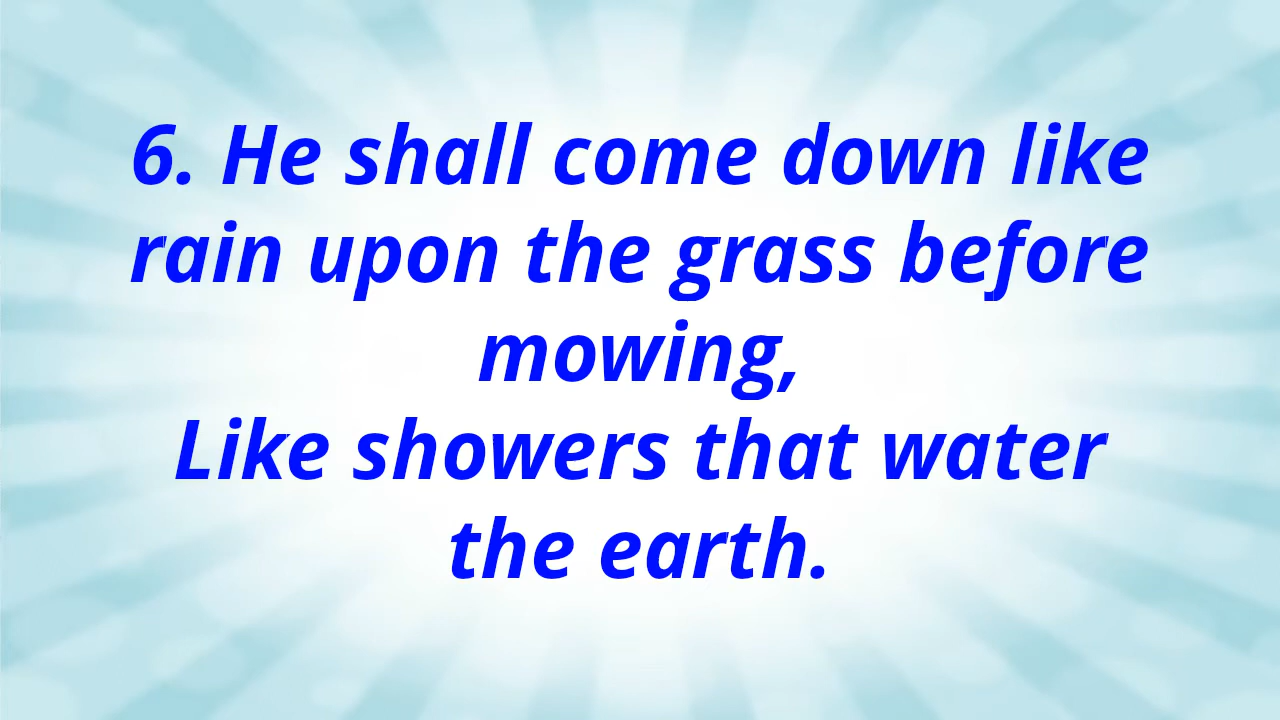 6. He shall come down like
rain upon the grass before
mowing,
Like showers that water
the earth.